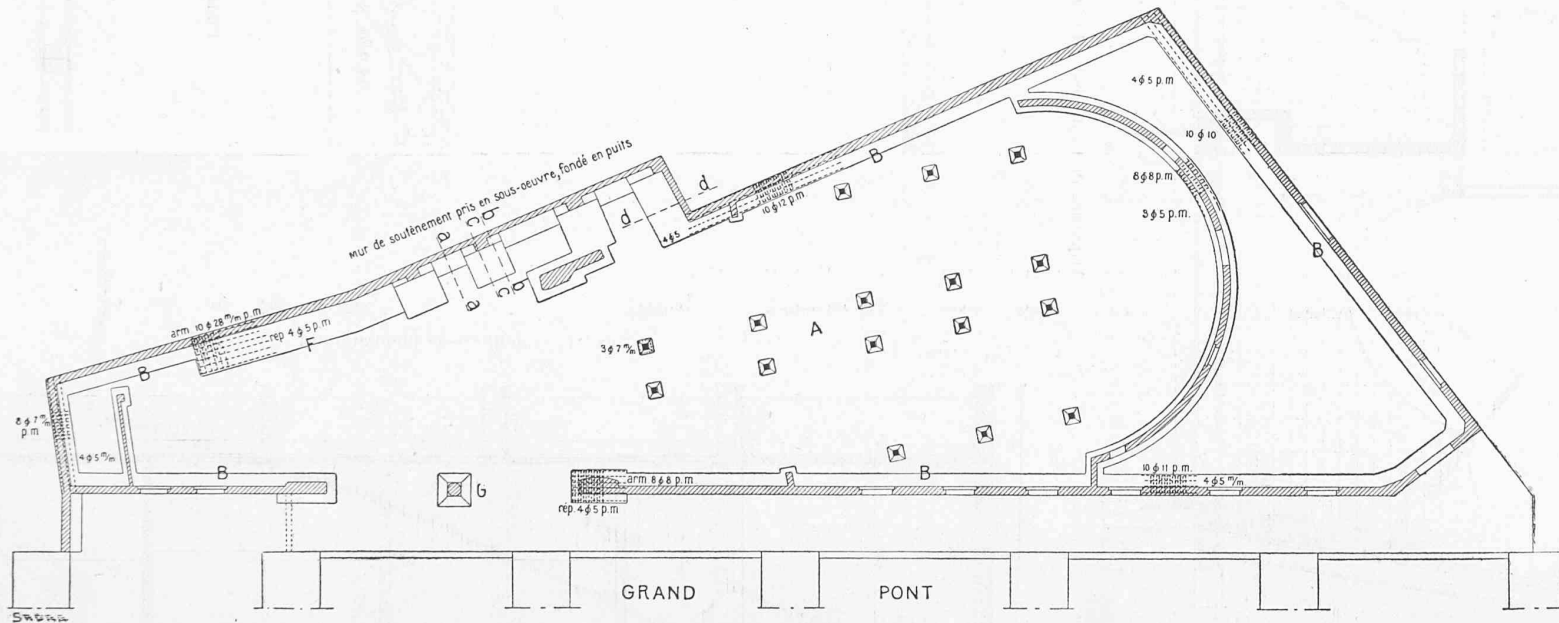 4 ɸ 5 p.m
10 ɸ 10
8 ɸ 8 p.m.
3 ɸ 5 p.m.
B
mur de soutènement pris en sous-oeuvre, fondé en puits
a
c
b
d
d
4 ɸ 5
10 ɸ 12 p.m
B
b
c
a
A
arm 10 ɸ 28 m/m p.m
rep 4 ɸ 5 p.m
F
B
3 ɸ 7 m/m
8 ɸ 7 m/m
p.m
4 ɸ 5 m/m
B
G
arm 8 ɸ 8 p.m.
rep. 4 ɸ 5 p.m
B
10 ɸ 11 p.m.
4 ɸ 5 m/m
GRAND PONT